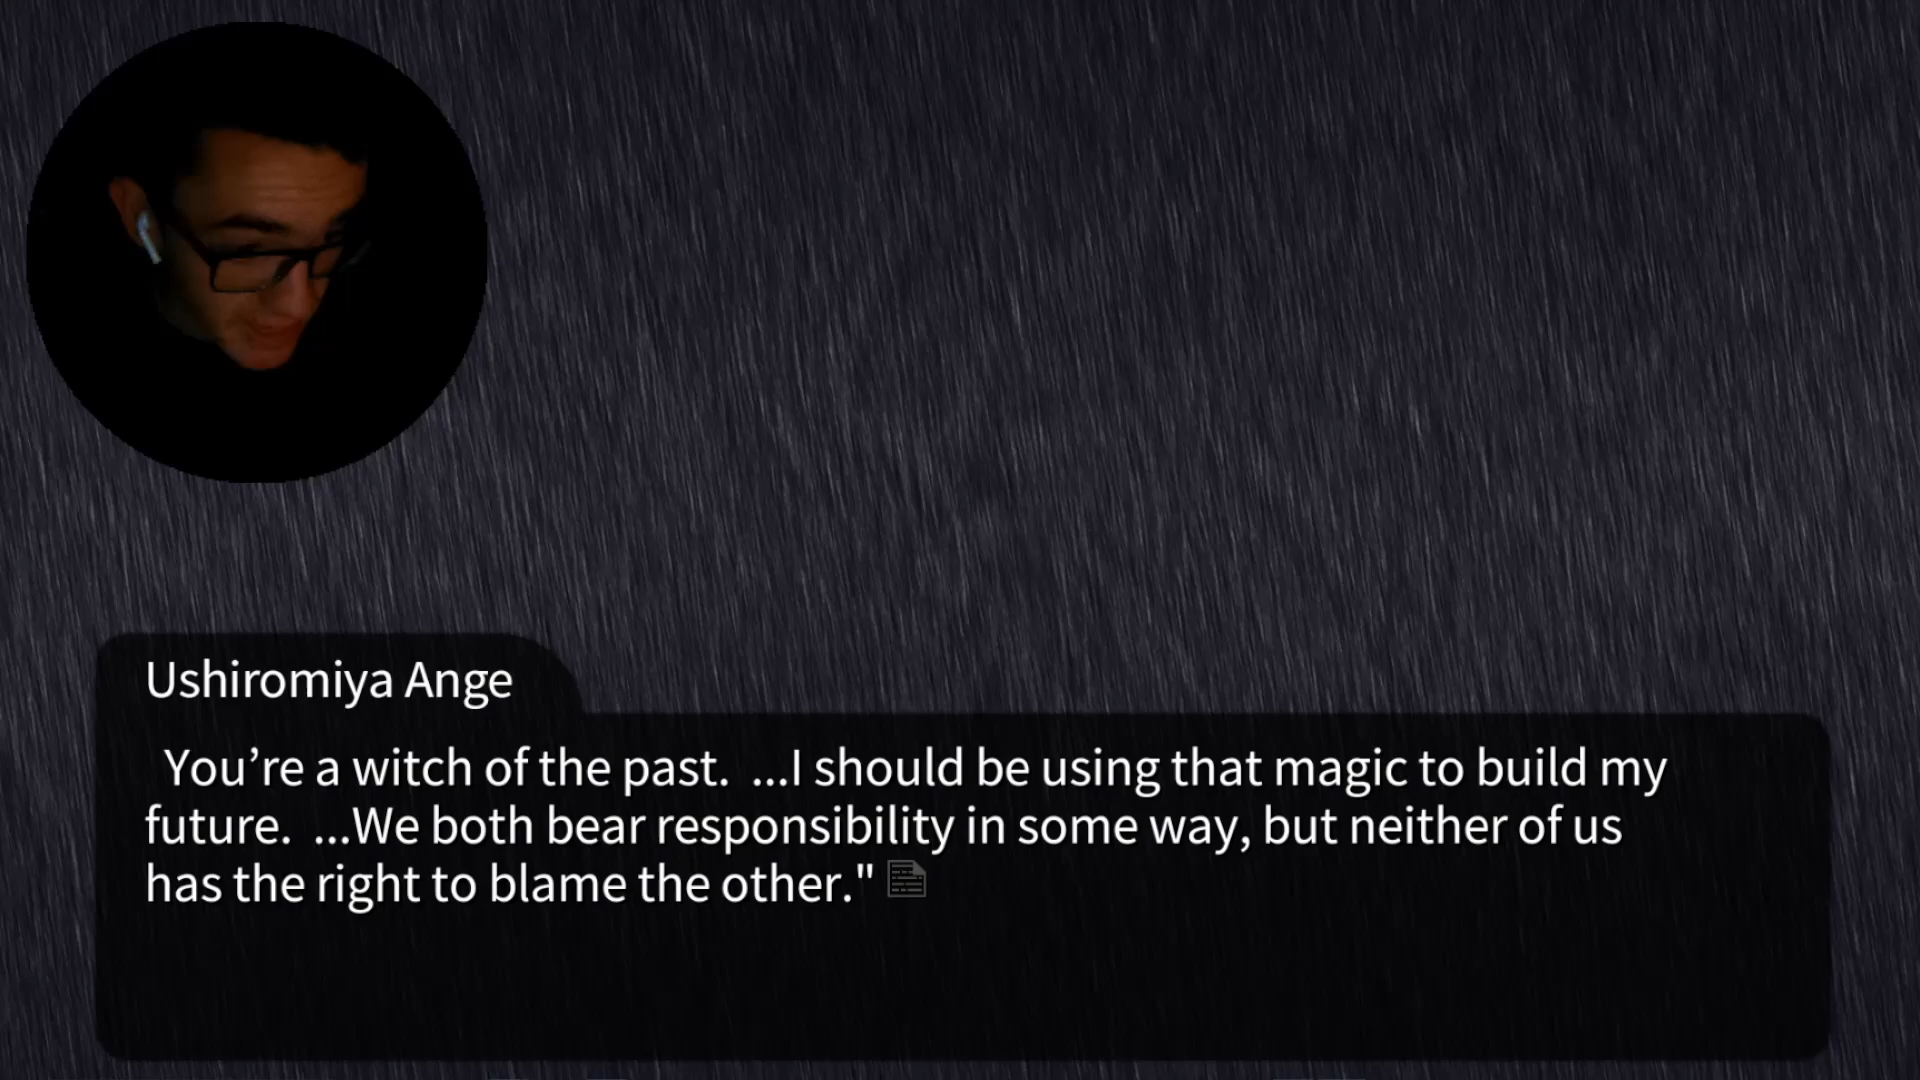 Ushiromiya Ange
You’re a witch of the past.  ...I should be using that magic to build my
future.  ...We both bear responsibility in some way, but neither of us
has the right to blame the other."